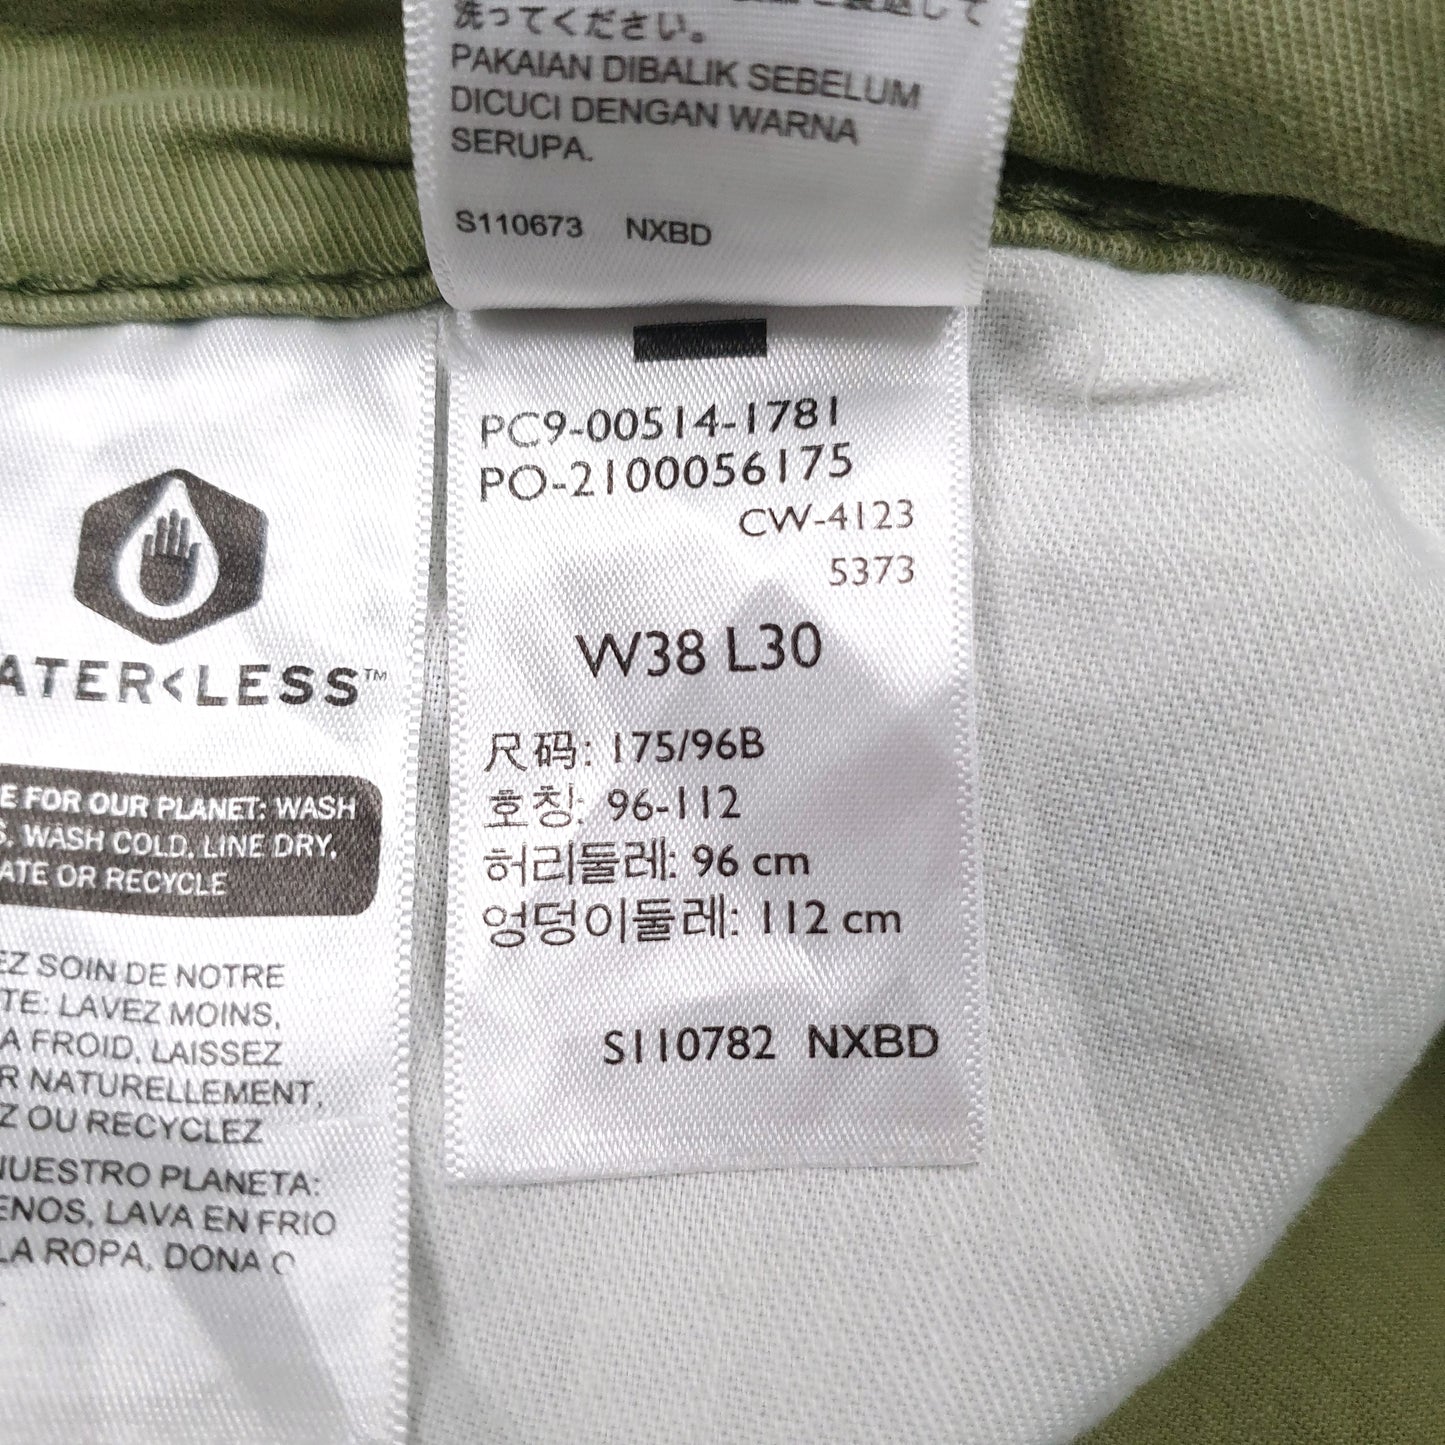 洗ってください。
PAKAIAN DIBALIK SEBELUM
DICUCI DENGAN WARNA
SERUPA.
S110673 NXBD
PC9-00514-1781
PO-2100056175
CW-4123
5373
W38 L30
尺码: 175/96B
호칭: 96-112
허리둘레: 96 cm
엉덩이둘레: 112 cm
S110782 NXBD
ATER<LESS™
E FOR OUR PLANET: WASH
S, WASH COLD, LINE DRY,
ATE OR RECYCLE
EZ SOIN DE NOTRE
TE: LAVEZ MOINS,
A FROID, LAISSEZ
R NATURELLEMENT,
Z OU RECYCLEZ
NUESTRO PLANETA:
ENOS, LAVA EN FRIO
LA ROPA, DONA O